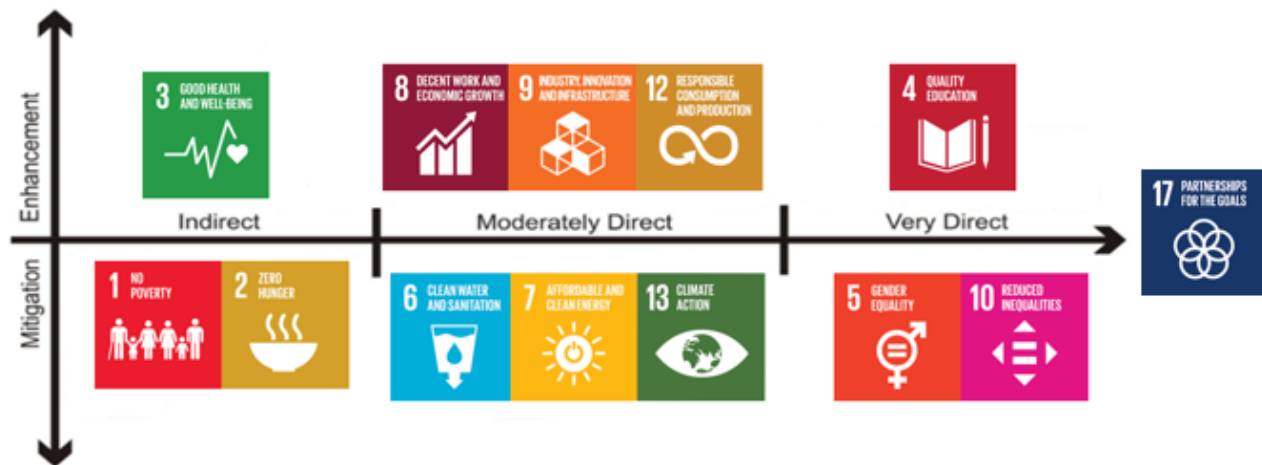 Enhancement
Mitigation
3 GOOD HEALTH
AND WELL-BEING
8 DECENT WORK AND
ECONOMIC GROWTH
9 INDUSTRY, INNOVATION
AND INFRASTRUCTURE
12 RESPONSIBLE
CONSUMPTION
AND PRODUCTION
4 QUALITY
EDUCATION
Indirect
Moderately Direct
Very Direct
17 PARTNERSHIPS
FOR THE GOALS
1 NO
POVERTY
2 ZERO
HUNGER
6 CLEAN WATER
AND SANITATION
7 AFFORDABLE AND
CLEAN ENERGY
13 CLIMATE
ACTION
5 GENDER
EQUALITY
10 REDUCED
INEQUALITIES